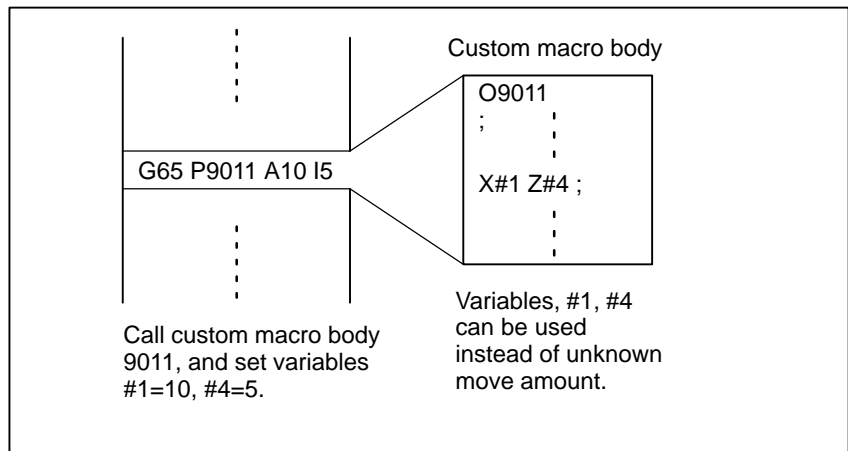 Custom macro body
O9011
;
G65 P9011 A10 I5
X#1 Z#4 ;
Call custom macro body
9011, and set variables
#1=10, #4=5.
Variables, #1, #4
can be used
instead of unknown
move amount.